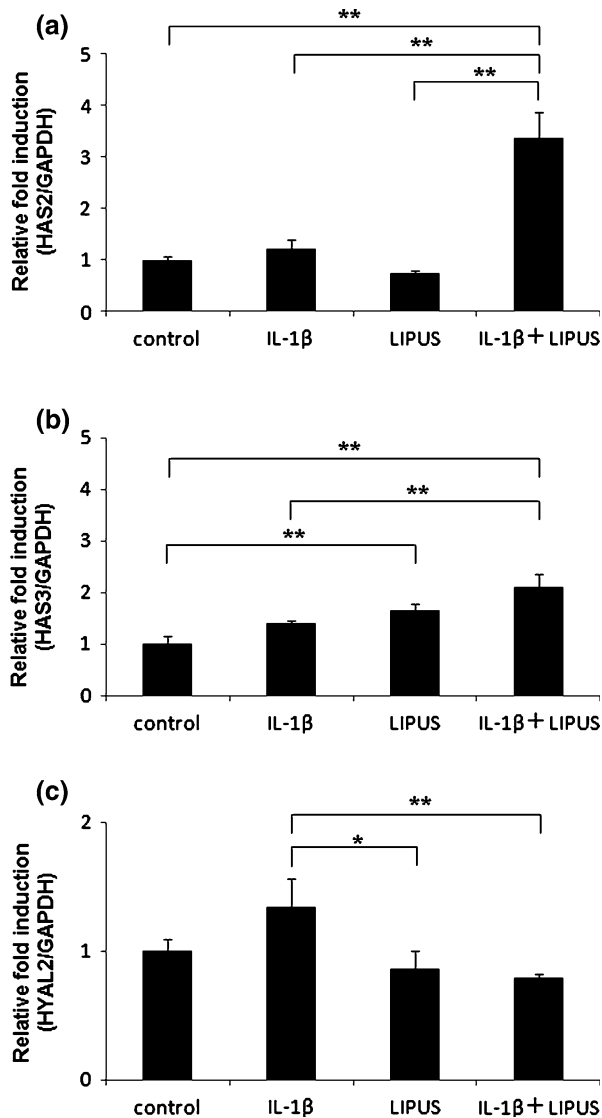 (a)
**
**
**
Relative fold induction
(HAS2/GAPDH)
5
4
3
2
1
0
control IL-1β LIPUS IL-1β+LIPUS
(b)
**
**
**
Relative fold induction
(HAS3/GAPDH)
5
4
3
2
1
0
control IL-1β LIPUS IL-1β+LIPUS
(c)
**
*
Relative fold induction
(HYAL2/GAPDH)
2
1
0
control IL-1β LIPUS IL-1β+LIPUS